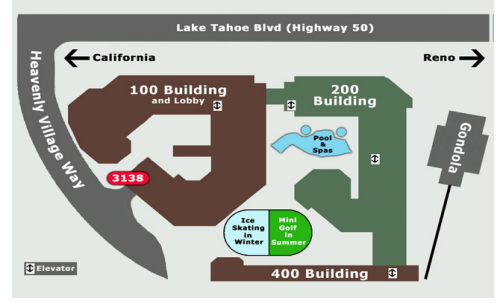 Lake Tahoe Blvd (Highway 50)
California
Reno
Heavenly Village Way
100 Building
and Lobby
200
Building
Pool
&
Spas
Gondola
3138
Ice
Skating
in
Winter
Mini
Golf
in
Summer
Elevator
400 Building